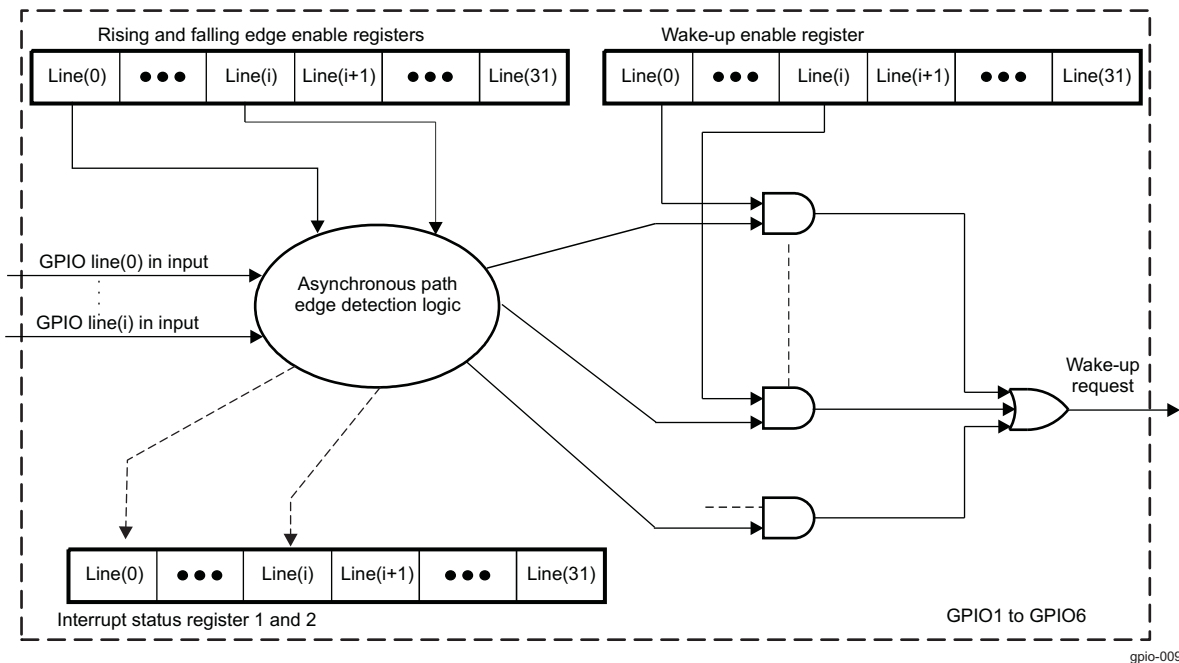 Rising and falling edge enable registers
Line(0) ●●● Line(i) Line(i+1) ●●● Line(31)
Wake-up enable register
Line(0) ●●● Line(i) Line(i+1) ●●● Line(31)
GPIO line(0) in input
GPIO line(i) in input
Asynchronous path
edge detection logic
Wake-up
request
Line(0) ●●● Line(i) Line(i+1) ●●● Line(31)
Interrupt status register 1 and 2
GPIO1 to GPIO6
gpio-009